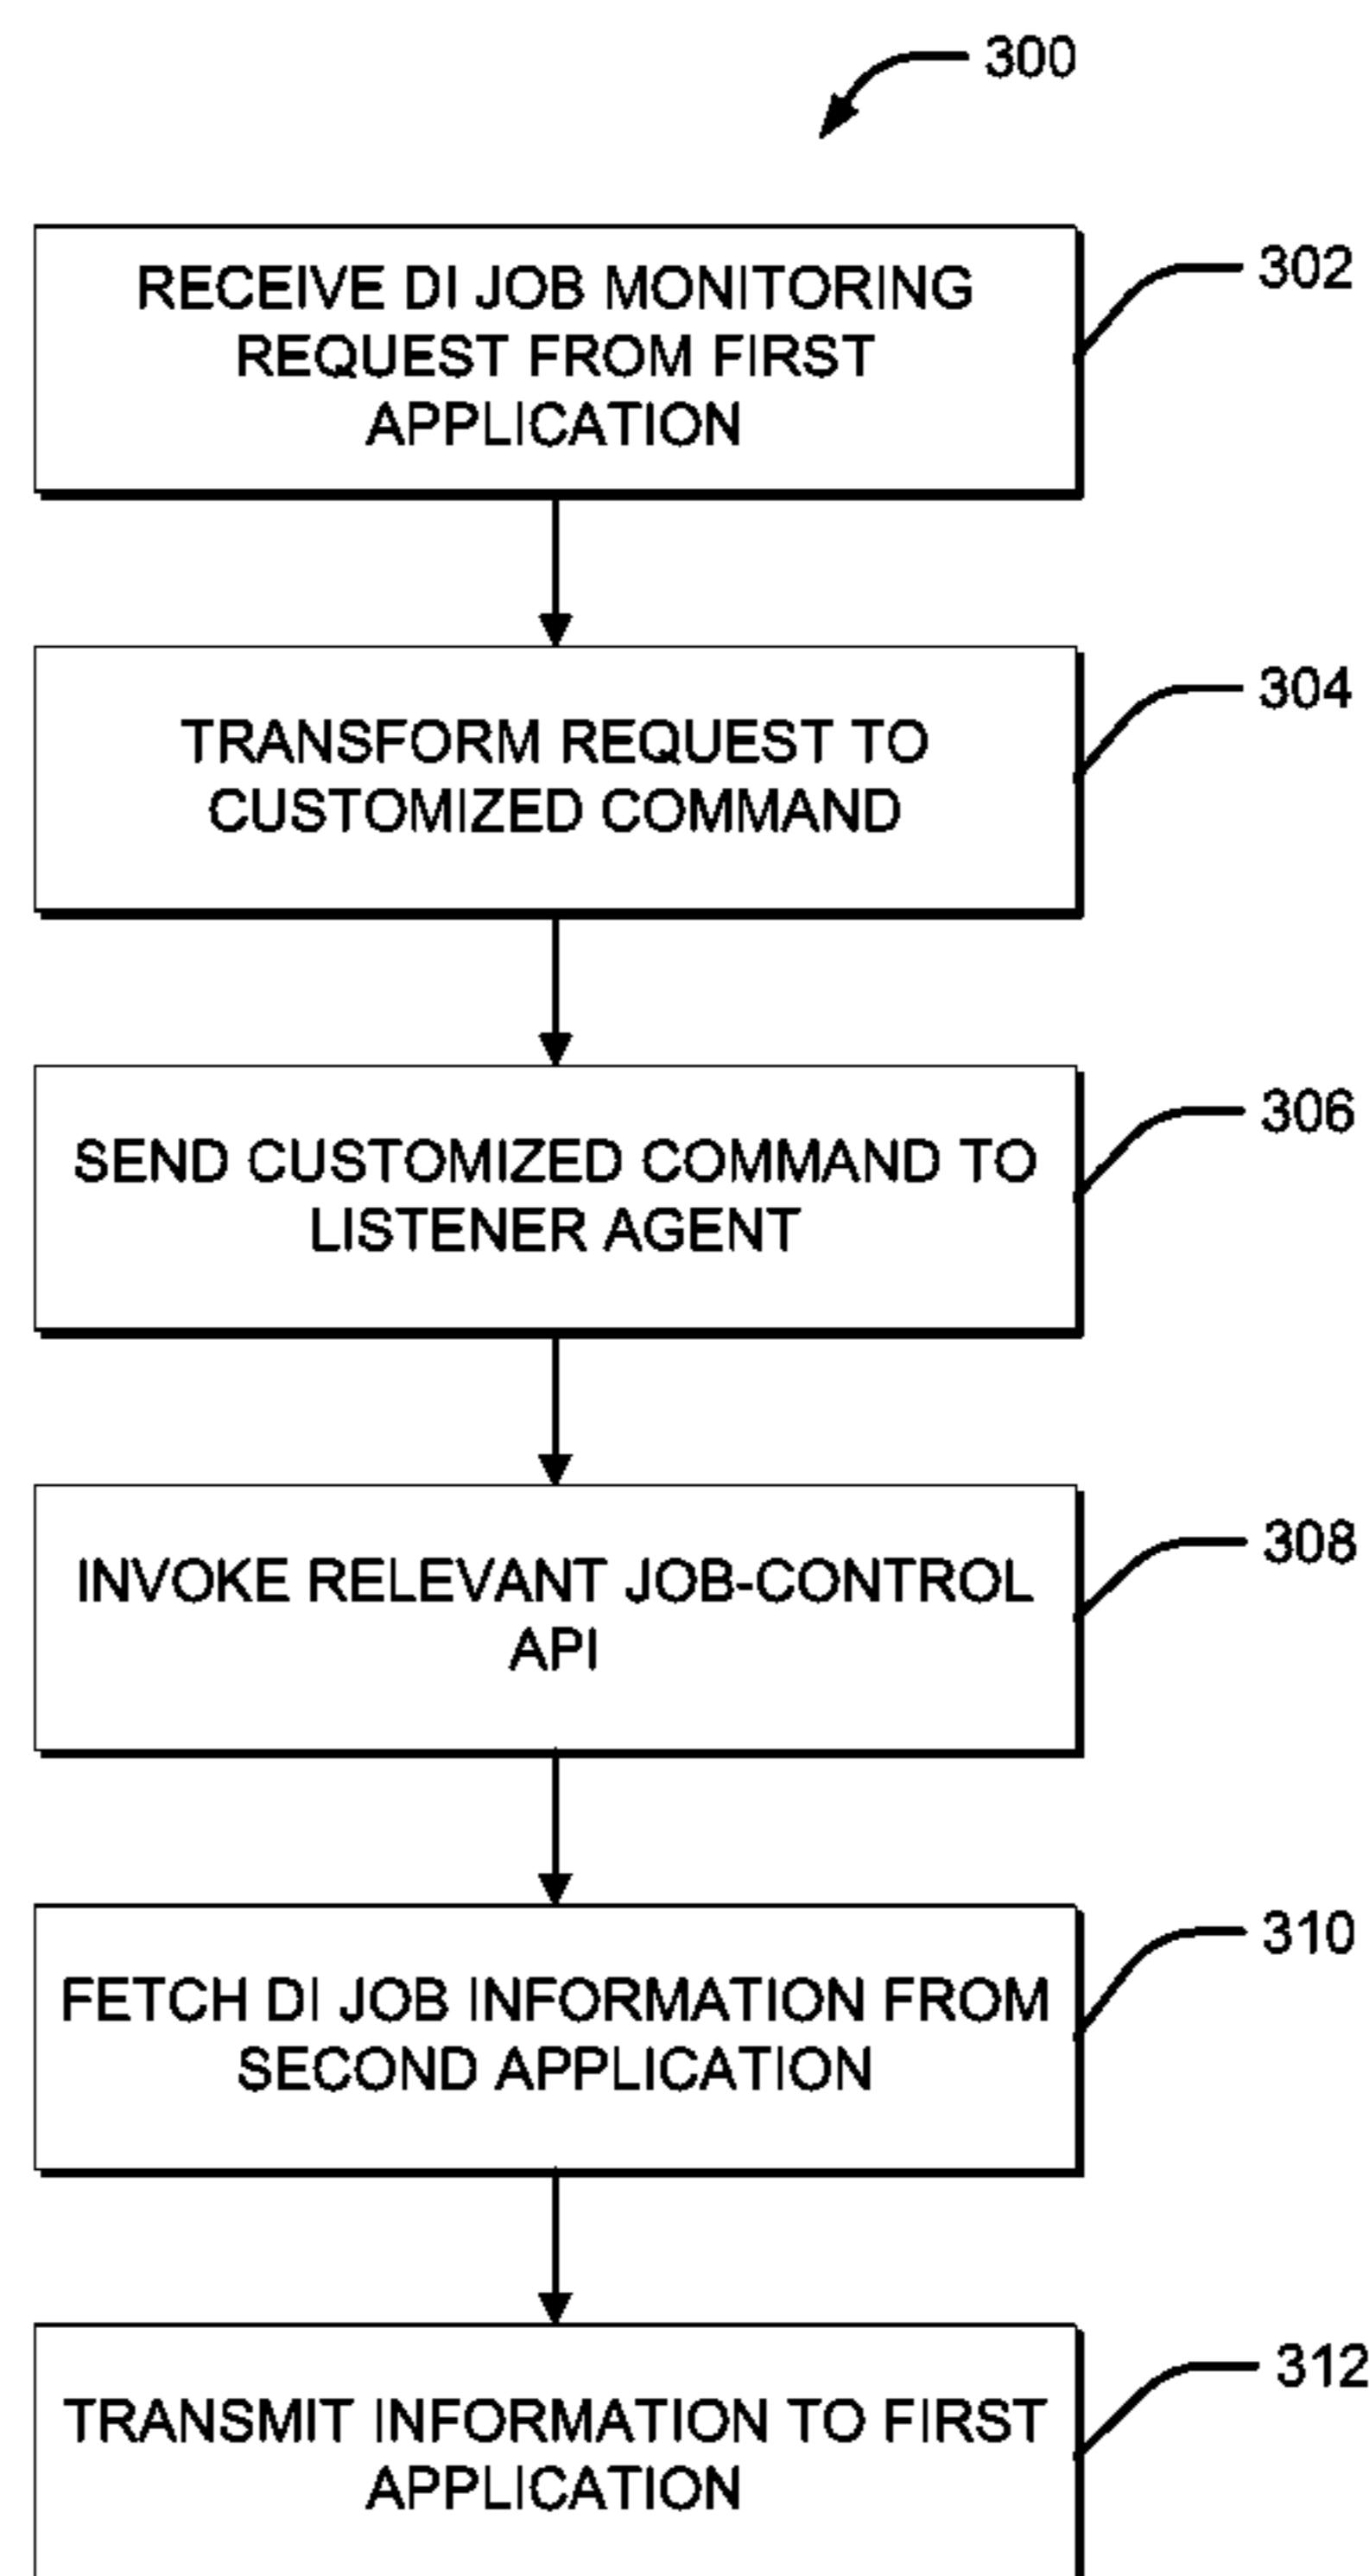 300
RECEIVE DI JOB MONITORING
REQUEST FROM FIRST
APPLICATION
302
TRANSFORM REQUEST TO
CUSTOMIZED COMMAND
304
SEND CUSTOMIZED COMMAND TO
LISTENER AGENT
306
INVOKE RELEVANT JOB-CONTROL
API
308
FETCH DI JOB INFORMATION FROM
SECOND APPLICATION
310
TRANSMIT INFORMATION TO FIRST
APPLICATION
312